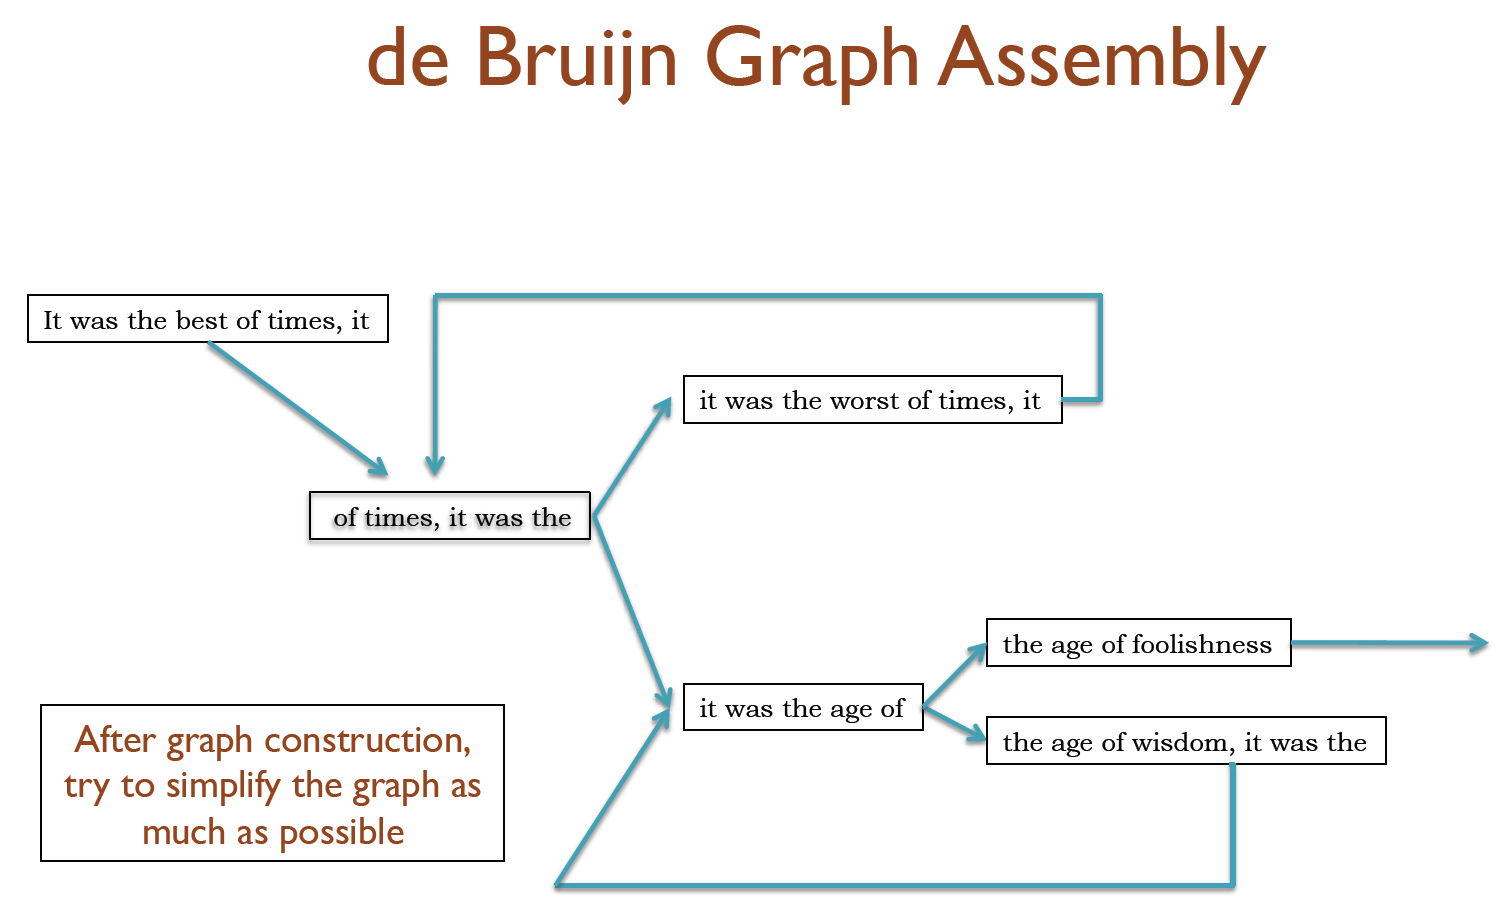 de Bruijn Graph Assembly
It was the best of times, it
it was the worst of times, it
of times, it was the
the age of foolishness
it was the age of
the age of wisdom, it was the
After graph construction,
try to simplify the graph as
much as possible